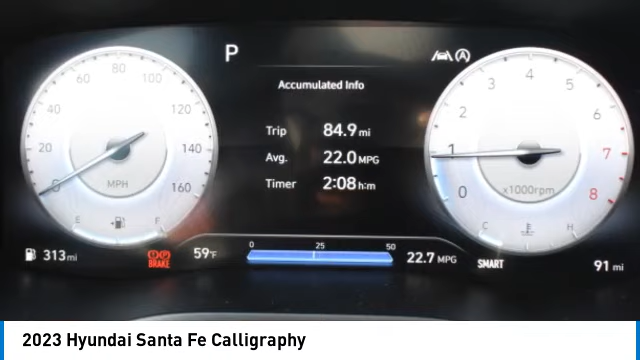 P
Accumulated Info
Trip 84.9 mi
Avg. 22.0 MPG
Timer 2:08 h:m
0 20 40 60 80 100 120 140 160
MPH
E F
0 1 2 3 4 5 6 7 8
x1000rpm
C H
A
313 mi
BRAKE
59°F
0 25 50
22.7 MPG
SMART
91 mi
2023 Hyundai Santa Fe Calligraphy